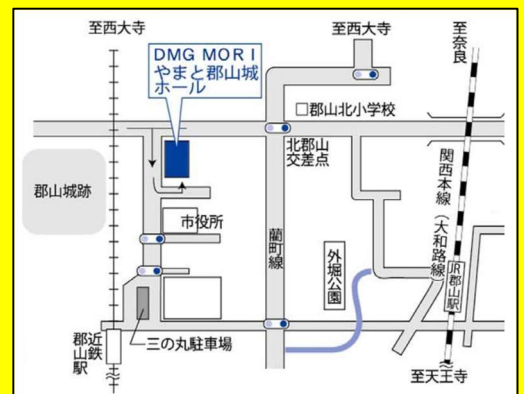 至西大寺
至西大寺
至奈良
DMG MORI
やまと郡山城
ホール
□郡山北小学校
北郡山
交差点
関西本線(大和路線)
郡山城跡
市役所
藺町線
外堀公園
JR郡山駅
近鉄
郡山駅
三の丸駐車場
至天王寺